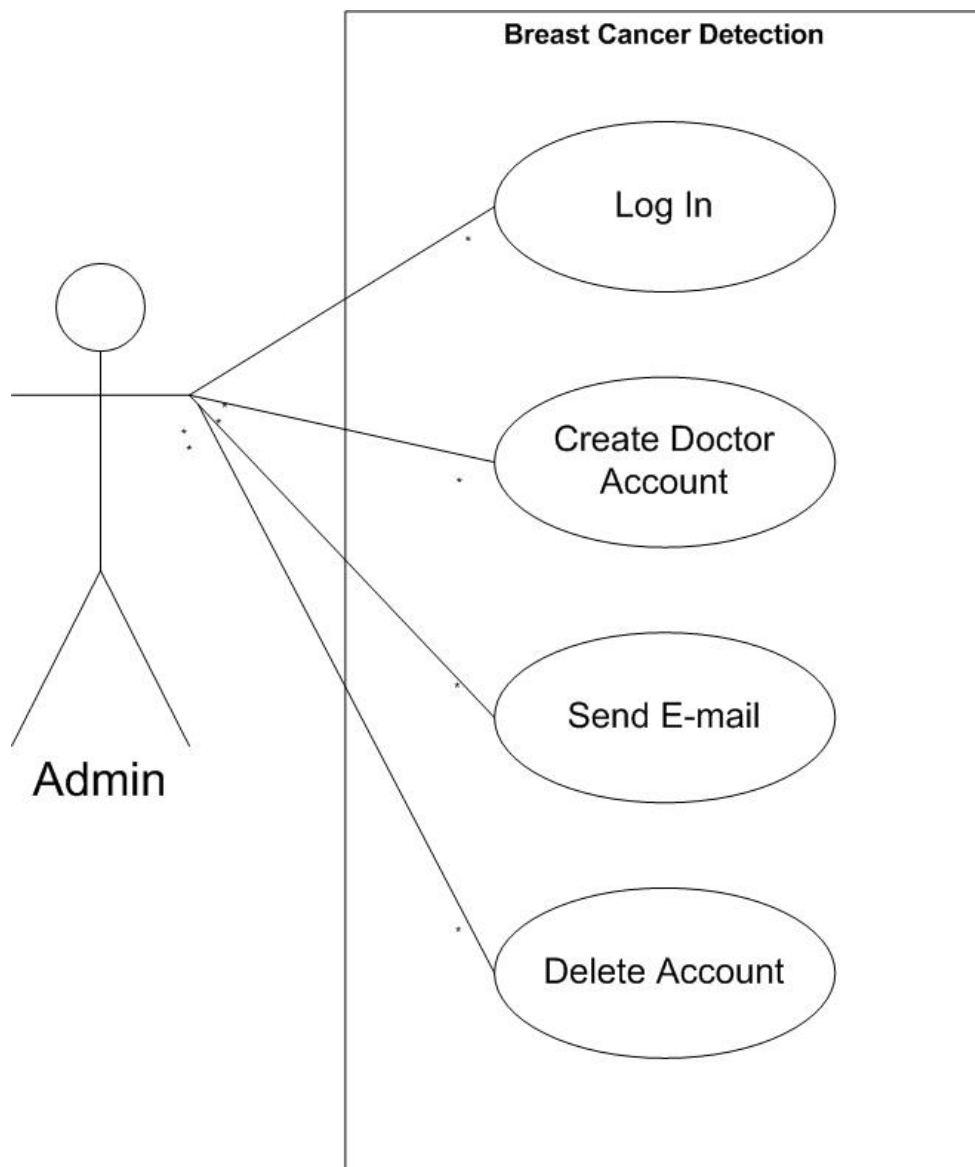 Breast Cancer Detection
Log In
*
*
*
*
*
Create Doctor
Account
*
*
Send E-mail
Admin
*
Delete Account